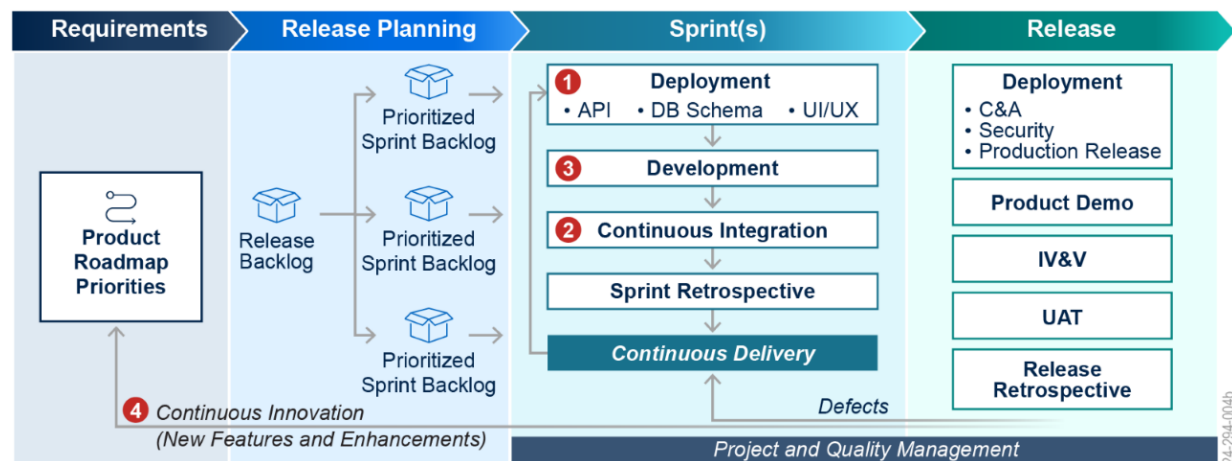 Requirements
Release Planning
Sprint(s)
Release
Product
Roadmap
Priorities
Release
Backlog
Prioritized
Sprint Backlog
Prioritized
Sprint Backlog
Prioritized
Sprint Backlog
1 Deployment
• API • DB Schema • UI/UX
3 Development
2 Continuous Integration
Sprint Retrospective
Continuous Delivery
Deployment
• C&A
• Security
• Production Release
Product Demo
IV&V
UAT
Release
Retrospective
4 Continuous Innovation
(New Features and Enhancements)
Defects
Project and Quality Management